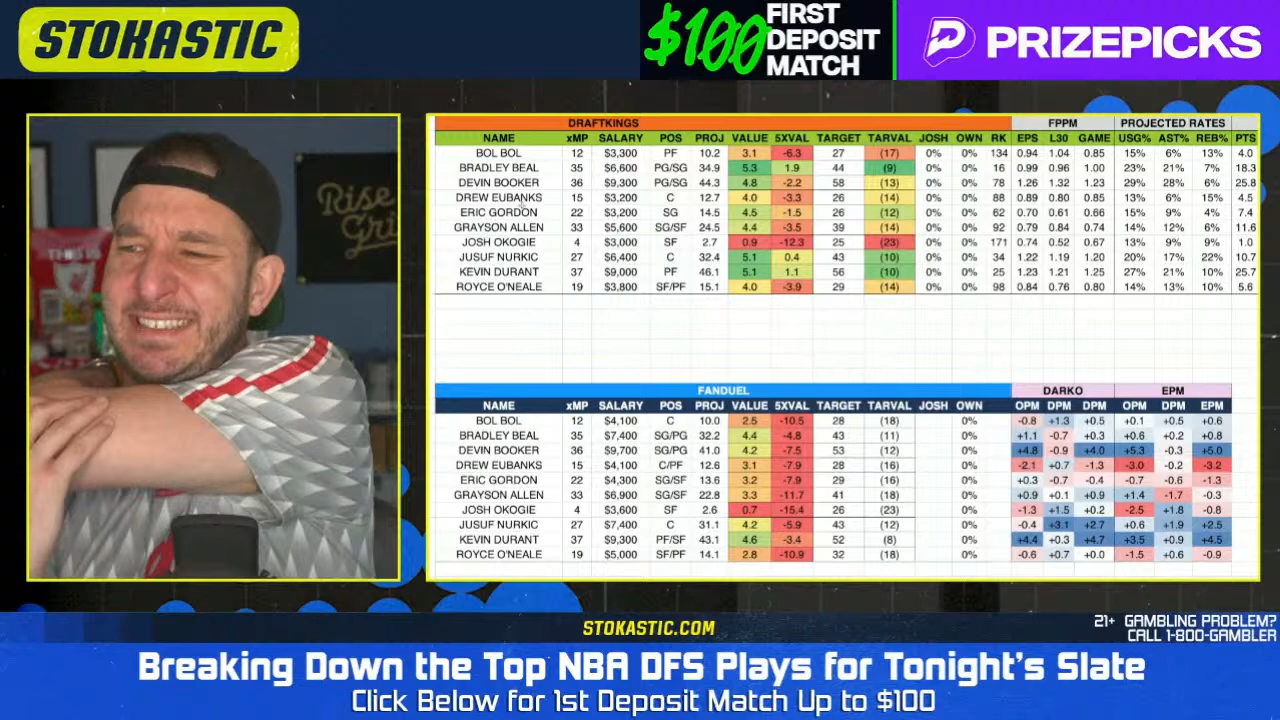 STOKASTIC
$100 FIRST DEPOSIT MATCH
PRIZEPICKS
Rise
Gri
DRAFTKINGS FPPM PROJECTED RATES
NAME xMP SALARY POS PROJ VALUE 5XVAL TARGET TARVAL JOSH OWN RK EPS L30 GAME USG% AST% REB% PTS
BOL BOL 12 $3,300 PF 10.2 3.1 -6.3 27 (17) 0% 0% 134 0.94 1.04 0.85 15% 6% 13% 4.0
BRADLEY BEAL 35 $6,600 PG/SG 34.9 5.3 1.9 44 (9) 0% 0% 16 0.99 0.96 1.00 23% 21% 7% 18.3
DEVIN BOOKER 36 $9,300 PG/SG 44.3 4.8 -2.2 58 (13) 0% 0% 78 1.26 1.32 1.23 29% 28% 6% 25.8
DREW EUBANKS 15 $3,200 C 12.7 4.0 -3.3 26 (14) 0% 0% 88 0.89 0.80 0.85 13% 6% 15% 4.5
ERIC GORDON 22 $3,200 SG 14.5 4.5 -1.5 26 (12) 0% 0% 62 0.70 0.61 0.66 15% 9% 4% 7.4
GRAYSON ALLEN 33 $5,600 SG/SF 24.5 4.4 -3.5 39 (14) 0% 0% 92 0.79 0.84 0.74 14% 12% 6% 11.6
JOSH OKOGIE 4 $3,000 SF 2.7 0.9 -12.3 25 (23) 0% 0% 171 0.74 0.52 0.67 13% 9% 9% 1.0
JUSUF NURKIC 27 $6,400 C 32.4 5.1 0.4 43 (10) 0% 0% 34 1.22 1.19 1.20 20% 17% 22% 10.7
KEVIN DURANT 37 $9,000 PF 46.1 5.1 1.1 56 (10) 0% 0% 25 1.23 1.21 1.25 27% 21% 10% 25.7
ROYCE O'NEALE 19 $3,800 SF/PF 15.1 4.0 -3.9 29 (14) 0% 0% 98 0.84 0.76 0.80 14% 13% 10% 5.6
FANDUEL DARKO EPM
NAME xMP SALARY POS PROJ VALUE 5XVAL TARGET TARVAL JOSH OWN OPM DPM DPM OPM DPM EPM
BOL BOL 12 $4,100 C 10.0 2.5 -10.5 28 (18) 0% -0.8 +1.3 +0.5 +0.1 +0.5 +0.6
BRADLEY BEAL 35 $7,400 SG/PG 32.2 4.4 -4.8 43 (11) 0% +1.1 -0.7 +0.3 +0.6 +0.2 +0.8
DEVIN BOOKER 36 $9,700 SG/PG 41.0 4.2 -7.5 53 (12) 0% +4.8 -0.9 +4.0 +5.3 -0.3 +5.0
DREW EUBANKS 15 $4,100 C/PF 12.6 3.1 -7.9 28 (16) 0% -2.1 +0.7 -1.3 -3.0 -0.2 -3.2
ERIC GORDON 22 $4,300 SG/SF 13.6 3.2 -7.9 29 (16) 0% +0.3 -0.7 -0.4 -0.7 -0.6 -1.3
GRAYSON ALLEN 33 $6,900 SG/SF 22.8 3.3 -11.7 41 (18) 0% +0.9 +0.1 +0.9 +1.4 -1.7 -0.3
JOSH OKOGIE 4 $3,600 SF 2.6 0.7 -15.4 26 (23) 0% -1.3 +1.5 +0.2 -2.5 +1.8 -0.8
JUSUF NURKIC 27 $7,400 C 31.1 4.2 -5.9 43 (12) 0% -0.4 +3.1 +2.7 +0.6 +1.9 +2.5
KEVIN DURANT 37 $9,300 PF/SF 43.1 4.6 -3.4 52 (8) 0% +4.4 +0.3 +4.7 +3.5 +0.9 +4.5
ROYCE O'NEALE 19 $5,000 SF/PF 14.1 2.8 -10.9 32 (18) 0% -0.6 +0.7 +0.0 -1.5 +0.6 -0.9
STOKASTIC.COM
21+ GAMBLING PROBLEM?
CALL 1-800-GAMBLER
Breaking Down the Top NBA DFS Plays for Tonight's Slate
Click Below for 1st Deposit Match Up to $100